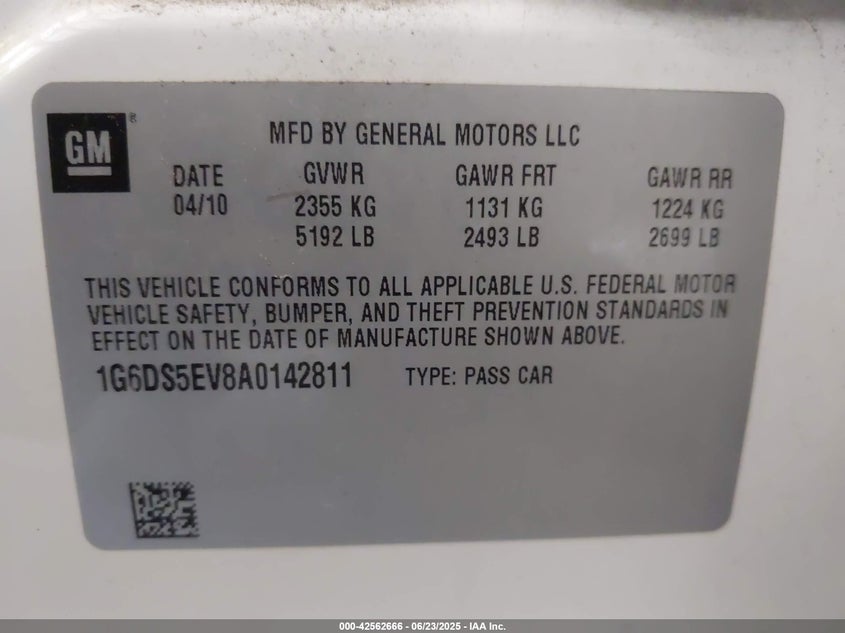 GM
MFD BY GENERAL MOTORS LLC
DATE GVWR GAWR FRT GAWR RR
04/10 2355 KG 1131 KG 1224 KG
5192 LB 2493 LB 2699 LB
THIS VEHICLE CONFORMS TO ALL APPLICABLE U.S. FEDERAL MOTOR
VEHICLE SAFETY, BUMPER, AND THEFT PREVENTION STANDARDS IN
EFFECT ON THE DATE OF MANUFACTURE SHOWN ABOVE.
1G6DS5EV8A0142811 TYPE: PASS CAR
000-42562666 - 06/23/2025 - IAA Inc.